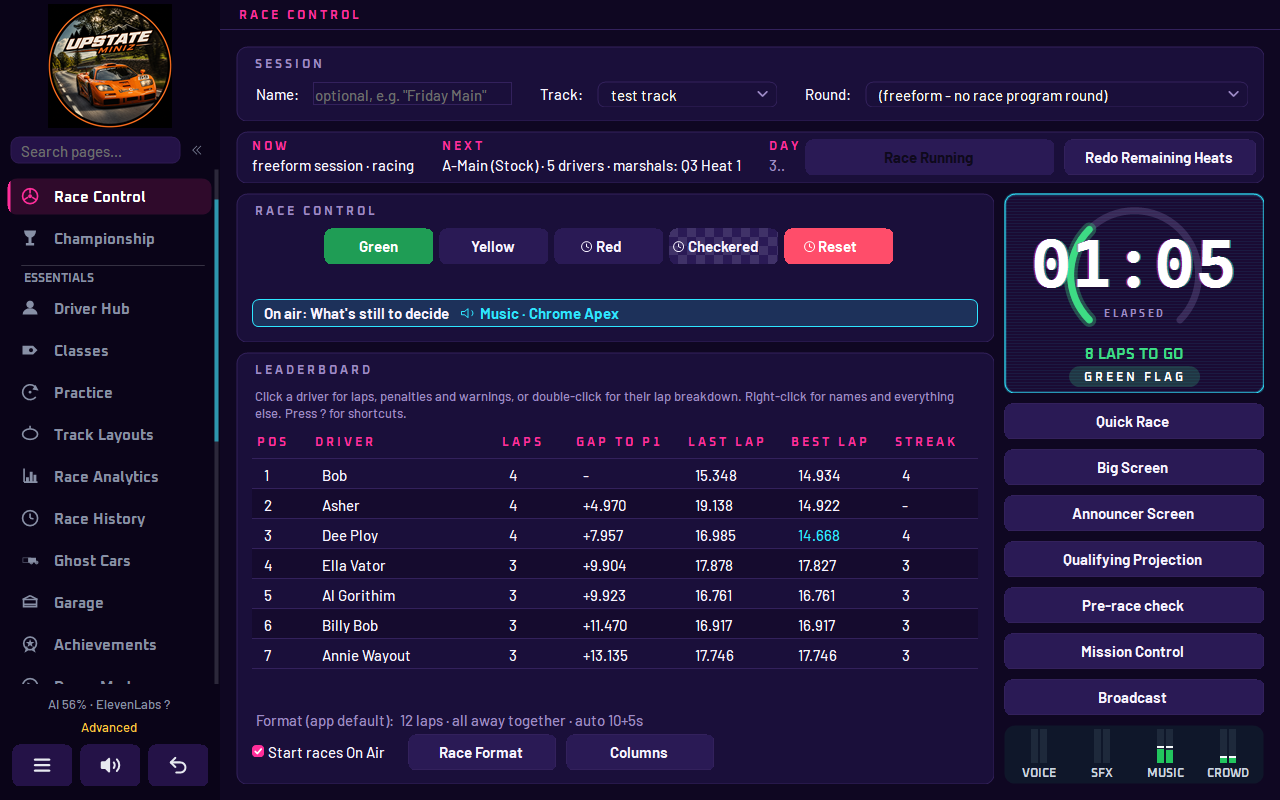 UPSTATE
MINIZ
Search pages...
Race Control
Championship
ESSENTIALS
Driver Hub
Classes
Practice
Track Layouts
Race Analytics
Race History
Ghost Cars
Garage
Achievements
AI 56% · ElevenLabs ?
Advanced
RACE CONTROL
SESSION
Name: optional, e.g. "Friday Main" Track: test track Round: (freeform - no race program round)
NOW NEXT DAY
freeform session · racing A-Main (Stock) · 5 drivers · marshals: Q3 Heat 1 3.. Race Running Redo Remaining Heats
RACE CONTROL
Green Yellow Red Checkered Reset
On air: What's still to decide Music · Chrome Apex
01:05
ELAPSED
8 LAPS TO GO
GREEN FLAG
LEADERBOARD
Click a driver for laps, penalties and warnings, or double-click for their lap breakdown. Right-click for names and everything
else. Press ? for shortcuts.
POS DRIVER LAPS GAP TO P1 LAST LAP BEST LAP STREAK
1 Bob 4 - 15.348 14.934 4
2 Asher 4 +4.970 19.138 14.922 -
3 Dee Ploy 4 +7.957 16.985 14.668 4
4 Ella Vator 3 +9.904 17.878 17.827 3
5 Al Gorithim 3 +9.923 16.761 16.761 3
6 Billy Bob 3 +11.470 16.917 16.917 3
7 Annie Wayout 3 +13.135 17.746 17.746 3
Format (app default): 12 laps · all away together · auto 10+5s
Start races On Air Race Format Columns
Quick Race
Big Screen
Announcer Screen
Qualifying Projection
Pre-race check
Mission Control
Broadcast
VOICE SFX MUSIC CROWD